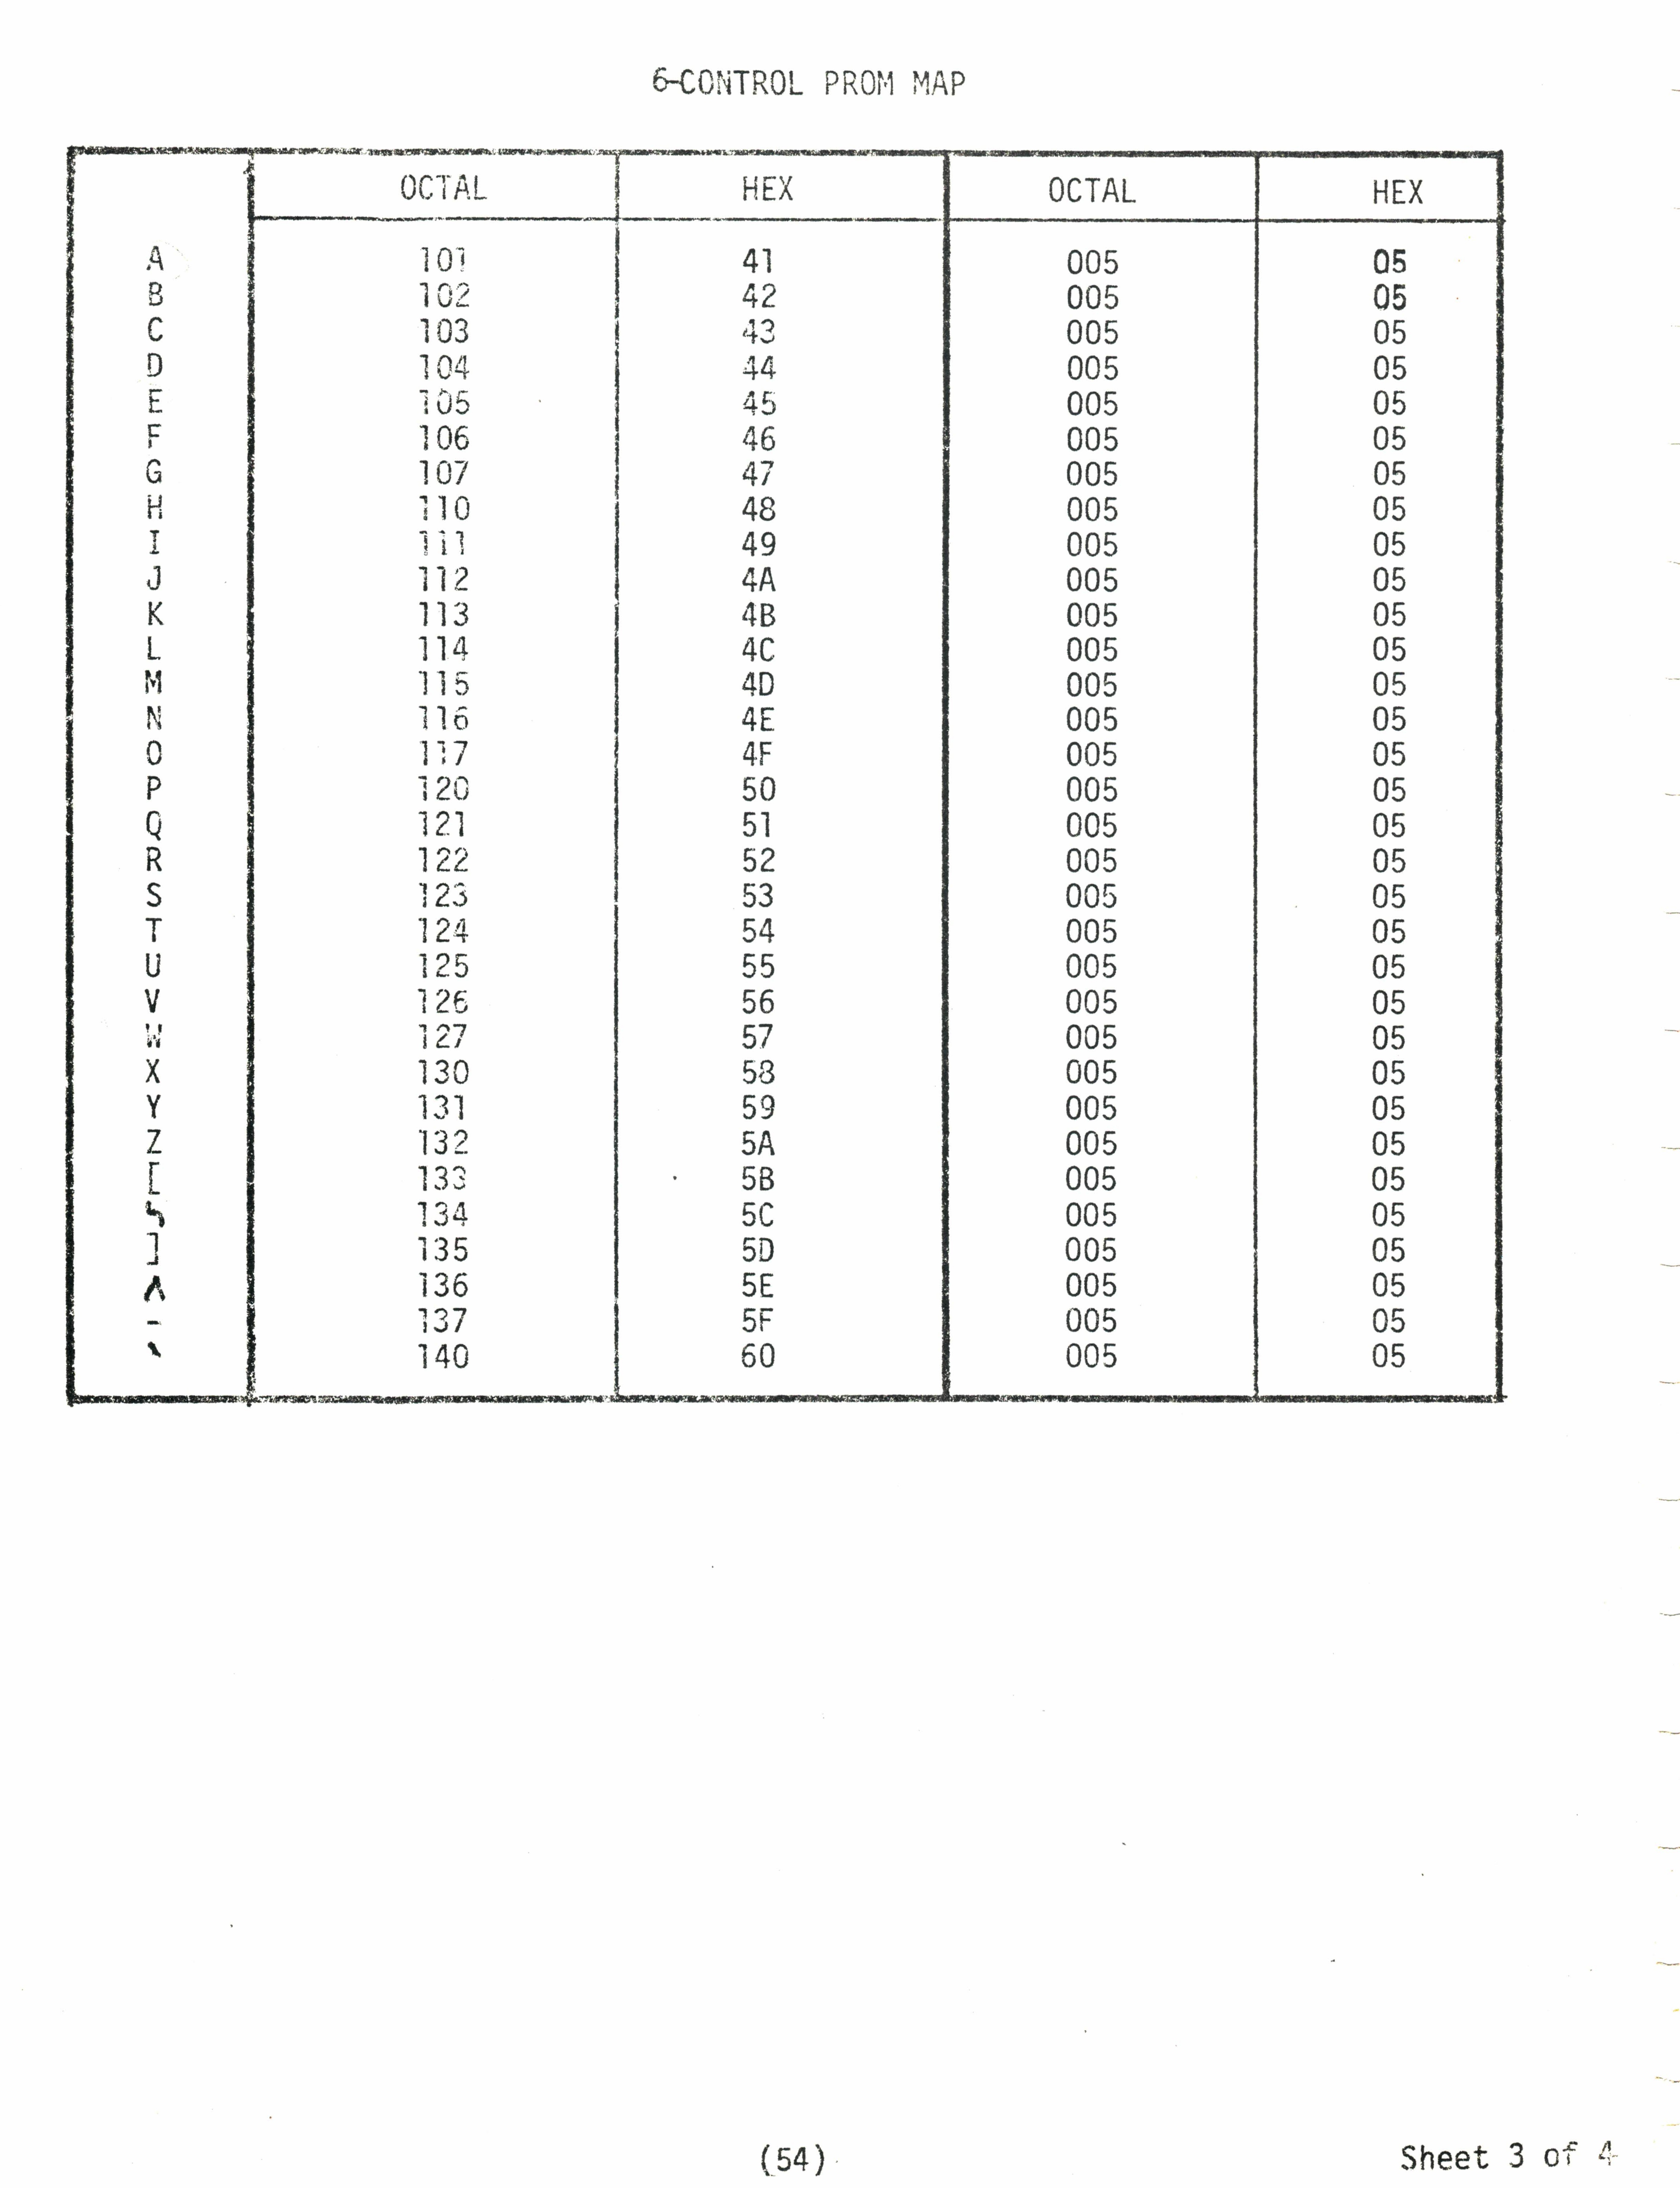 6-CONTROL PROM MAP
OCTAL HEX OCTAL HEX
A 101 41 005 05
B 102 42 005 05
C 103 43 005 05
D 104 44 005 05
E 105 45 005 05
F 106 46 005 05
G 107 47 005 05
H 110 48 005 05
I 111 49 005 05
J 112 4A 005 05
K 113 4B 005 05
L 114 4C 005 05
M 115 4D 005 05
N 116 4E 005 05
O 117 4F 005 05
P 120 50 005 05
Q 121 51 005 05
R 122 52 005 05
S 123 53 005 05
T 124 54 005 05
U 125 55 005 05
V 126 56 005 05
W 127 57 005 05
X 130 58 005 05
Y 131 59 005 05
Z 132 5A 005 05
[ 133 5B 005 05
134 5C 005 05
] 135 5D 005 05
^ 136 5E 005 05
- 137 5F 005 05
` 140 60 005 05
(54)
Sheet 3 of 4